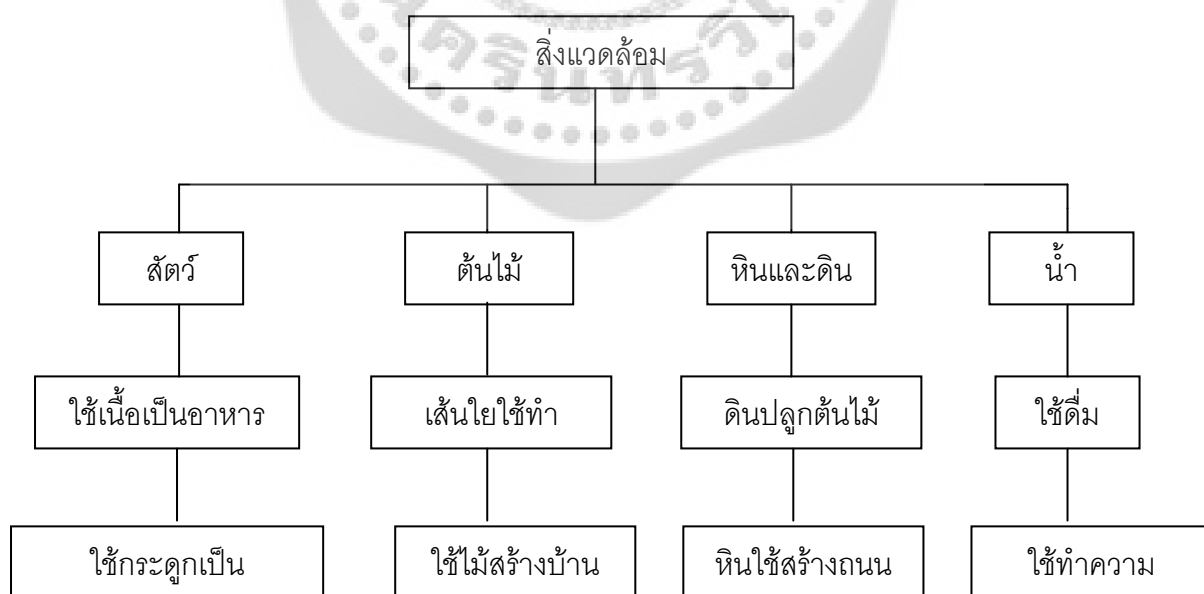 สิ่งแวดล้อม
สัตว์
ต้นไม้
หินและดิน
น้ำ
ใช้เนื้อเป็นอาหาร
เส้นใยใช้ทำ
ดินปลูกต้นไม้
ใช้ดื่ม
ใช้กระดูกเป็น
ใช้ไม้สร้างบ้าน
หินใช้สร้างถนน
ใช้ทำความ